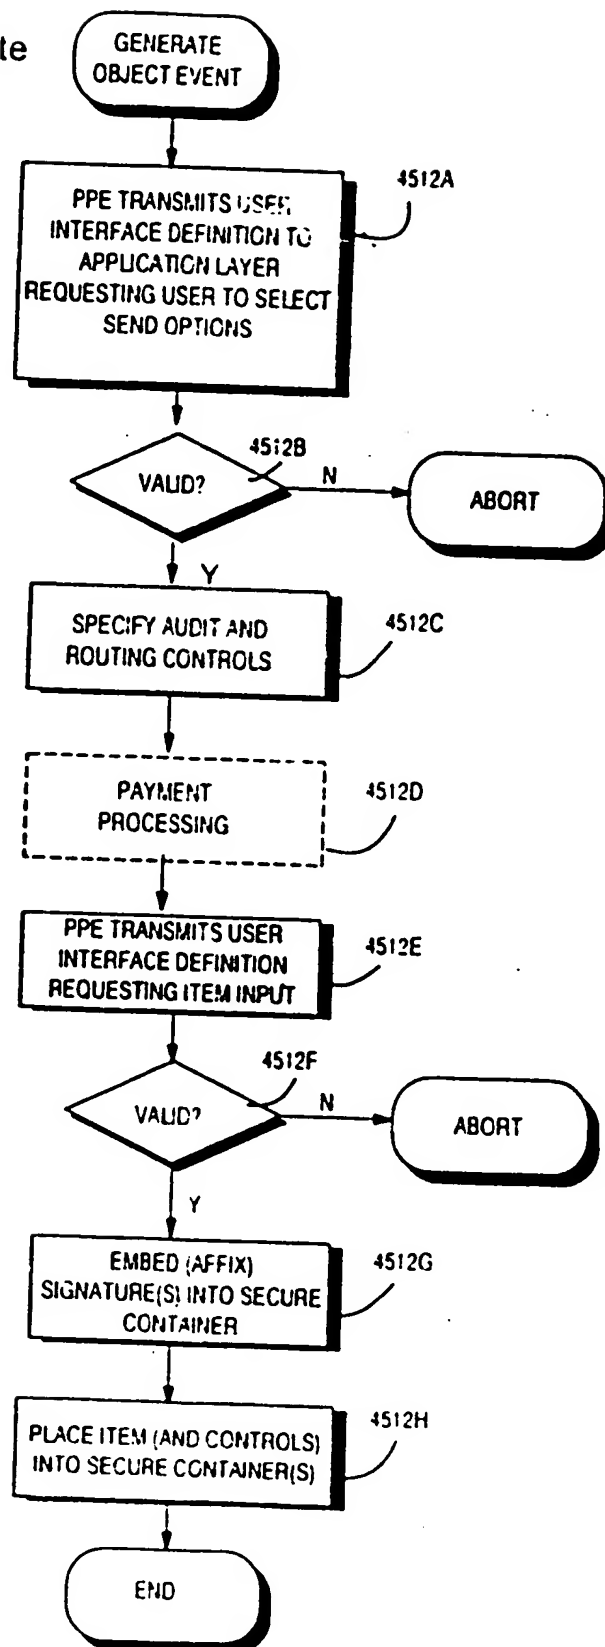 te
GENERATE
OBJECT EVENT
4512A
PPE TRANSMITS USER
INTERFACE DEFINITION TO
APPLICATION LAYER
REQUESTING USER TO SELECT
SEND OPTIONS
4512B
VALID?
N
ABORT
Y
SPECIFY AUDIT AND
ROUTING CONTROLS
4512C
PAYMENT
PROCESSING
4512D
PPE TRANSMITS USER
INTERFACE DEFINITION
REQUESTING ITEM INPUT
4512E
4512F
VALID?
N
ABORT
Y
EMBED (AFFIX)
SIGNATURE(S) INTO SECURE
CONTAINER
4512G
PLACE ITEM (AND CONTROLS)
INTO SECURE CONTAINER(S)
4512H
END